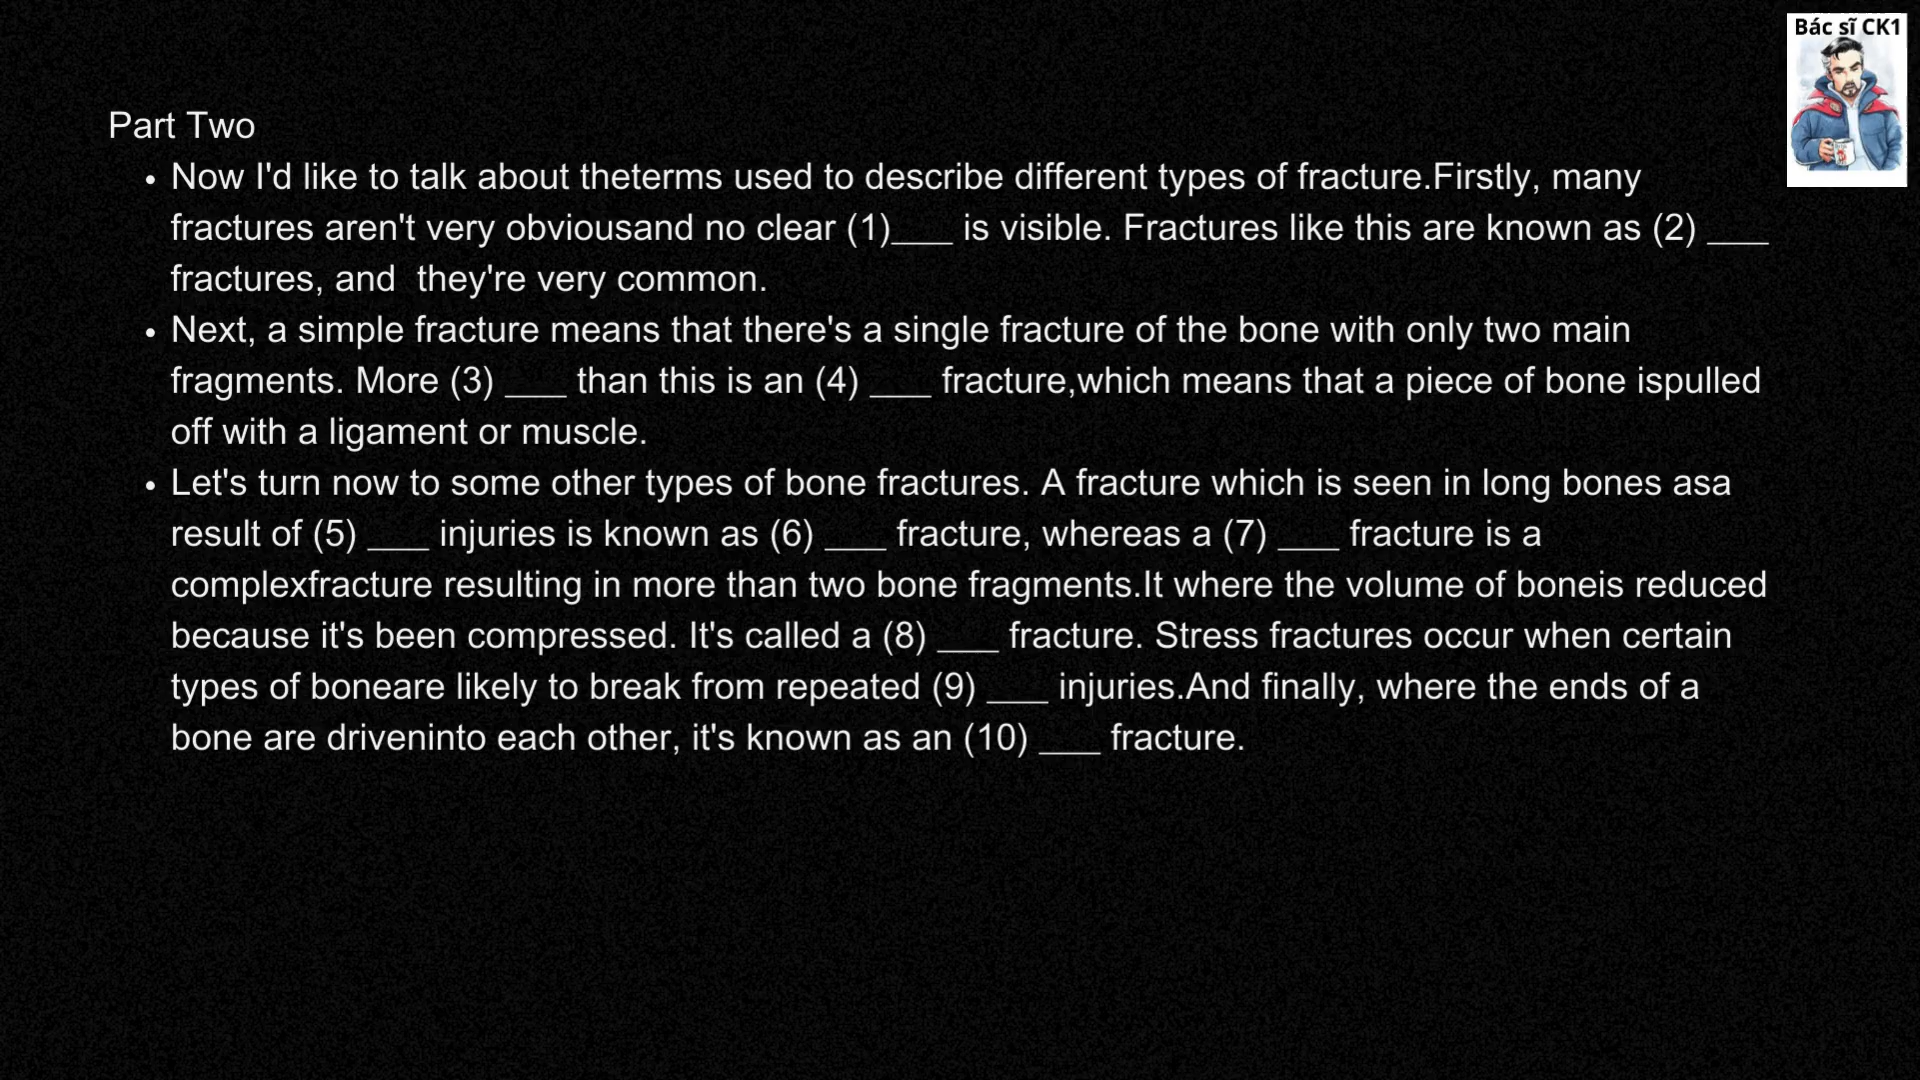 Bác sĩ CK1
Part Two
• Now I'd like to talk about theterms used to describe different types of fracture.Firstly, many
fractures aren't very obviousand no clear (1)___ is visible. Fractures like this are known as (2) ___
fractures, and  they're very common.
• Next, a simple fracture means that there's a single fracture of the bone with only two main
fragments. More (3) ___ than this is an (4) ___ fracture,which means that a piece of bone ispulled
off with a ligament or muscle.
• Let's turn now to some other types of bone fractures. A fracture which is seen in long bones asa
result of (5) ___ injuries is known as (6) ___ fracture, whereas a (7) ___ fracture is a
complexfracture resulting in more than two bone fragments.It where the volume of boneis reduced
because it's been compressed. It's called a (8) ___ fracture. Stress fractures occur when certain
types of boneare likely to break from repeated (9) ___ injuries.And finally, where the ends of a
bone are driveninto each other, it's known as an (10) ___ fracture.